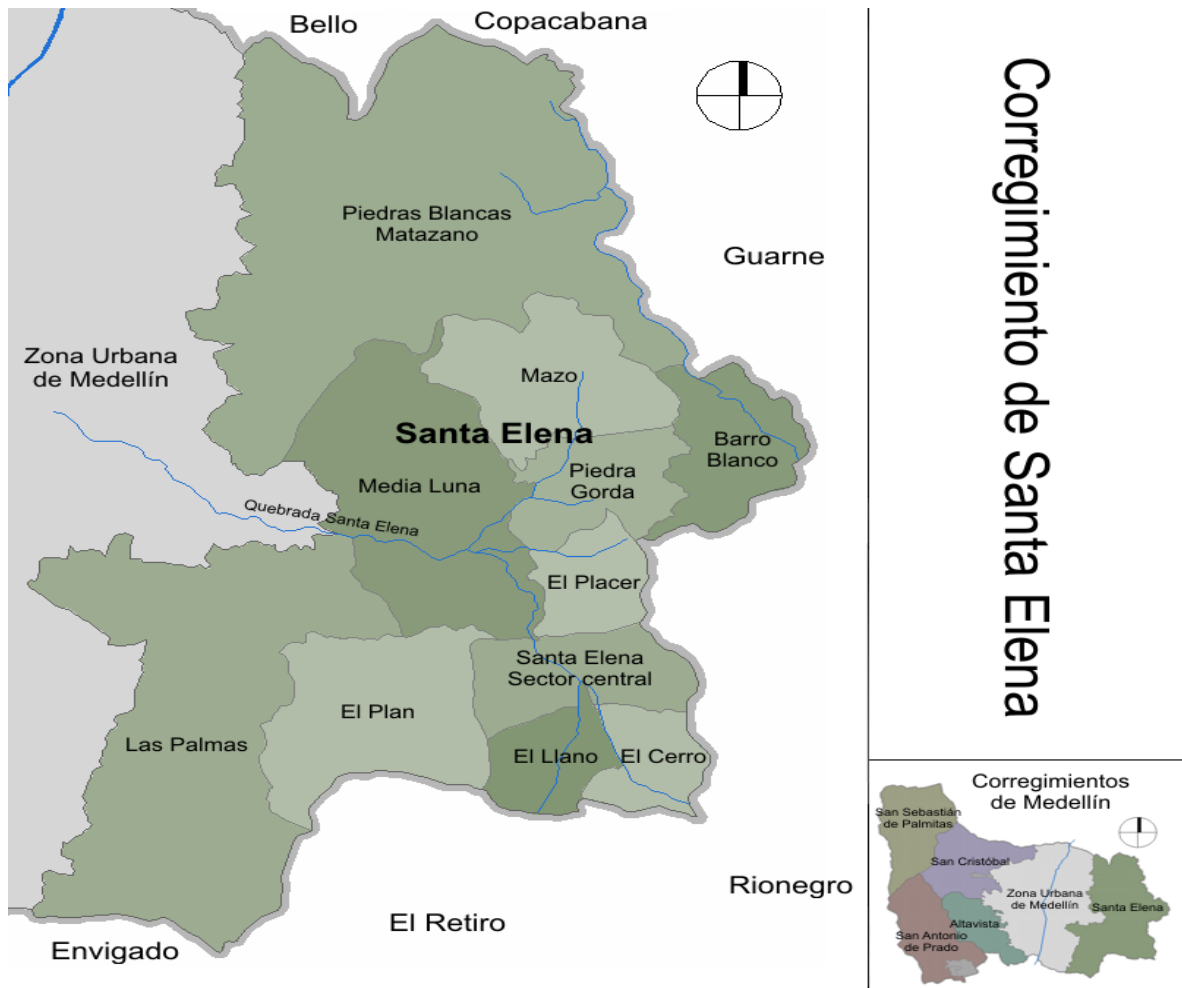 Bello
Copacabana
Piedras Blancas
Matazano
Guarne
Zona Urbana
de Medellín
Mazo
Santa Elena
Barro
Blanco
Piedra
Gorda
Media Luna
Quebrada Santa Elena
El Placer
Santa Elena
Sector central
El Plan
Las Palmas
El Llano
El Cerro
Rionegro
El Retiro
Envigado
Corregimiento de Santa Elena
Corregimientos
de Medellín
San Sebastián
de Palmitas
San Cristóbal
Zona Urbana
de Medellín
Santa Elena
Altavista
San Antonio
de Prado